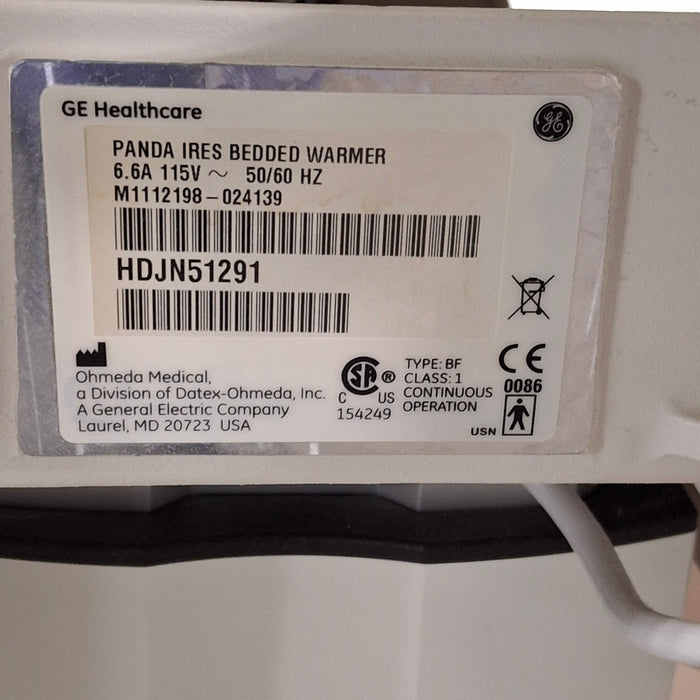 GE Healthcare
GE
PANDA IRES BEDDED WARMER
6.6A 115V ~ 50/60 HZ
M1112198-024139
HDJN51291
Ohmeda Medical,
a Division of Datex-Ohmeda, Inc.
A General Electric Company
Laurel, MD 20723 USA
SA ®
C US
154249
TYPE: BF
CLASS: 1
CONTINUOUS
OPERATION
CE
0086
USN